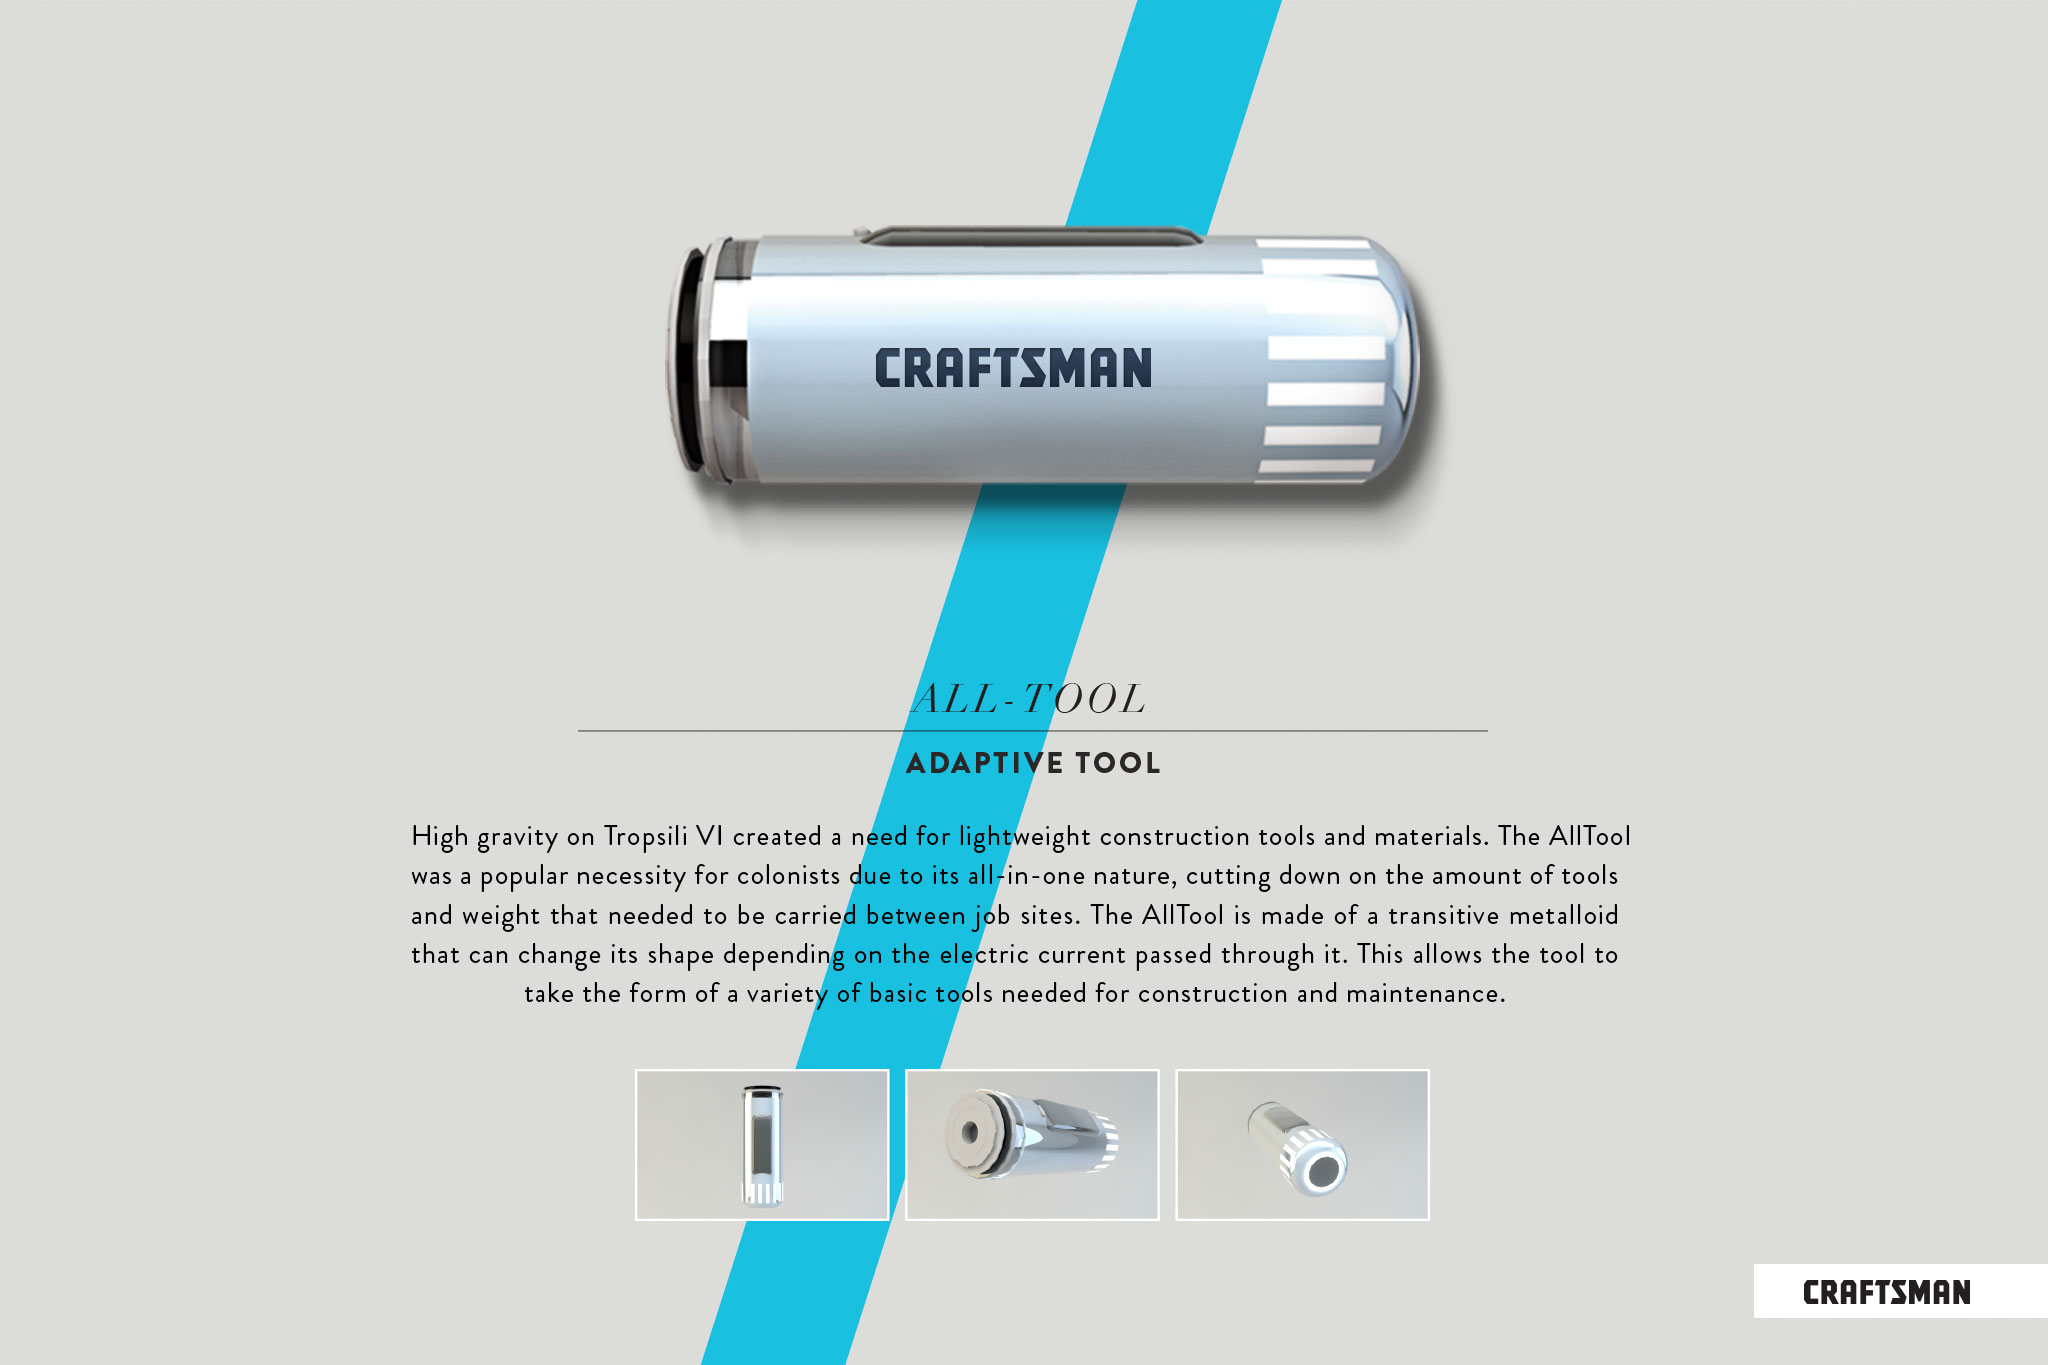 CRAFTSMAN
ALL-TOOL
ADAPTIVE TOOL
High gravity on Tropsili VI created a need for lightweight construction tools and materials. The AllTool
was a popular necessity for colonists due to its all-in-one nature, cutting down on the amount of tools
and weight that needed to be carried between job sites. The AllTool is made of a transitive metalloid
that can change its shape depending on the electric current passed through it. This allows the tool to
take the form of a variety of basic tools needed for construction and maintenance.
CRAFTSMAN